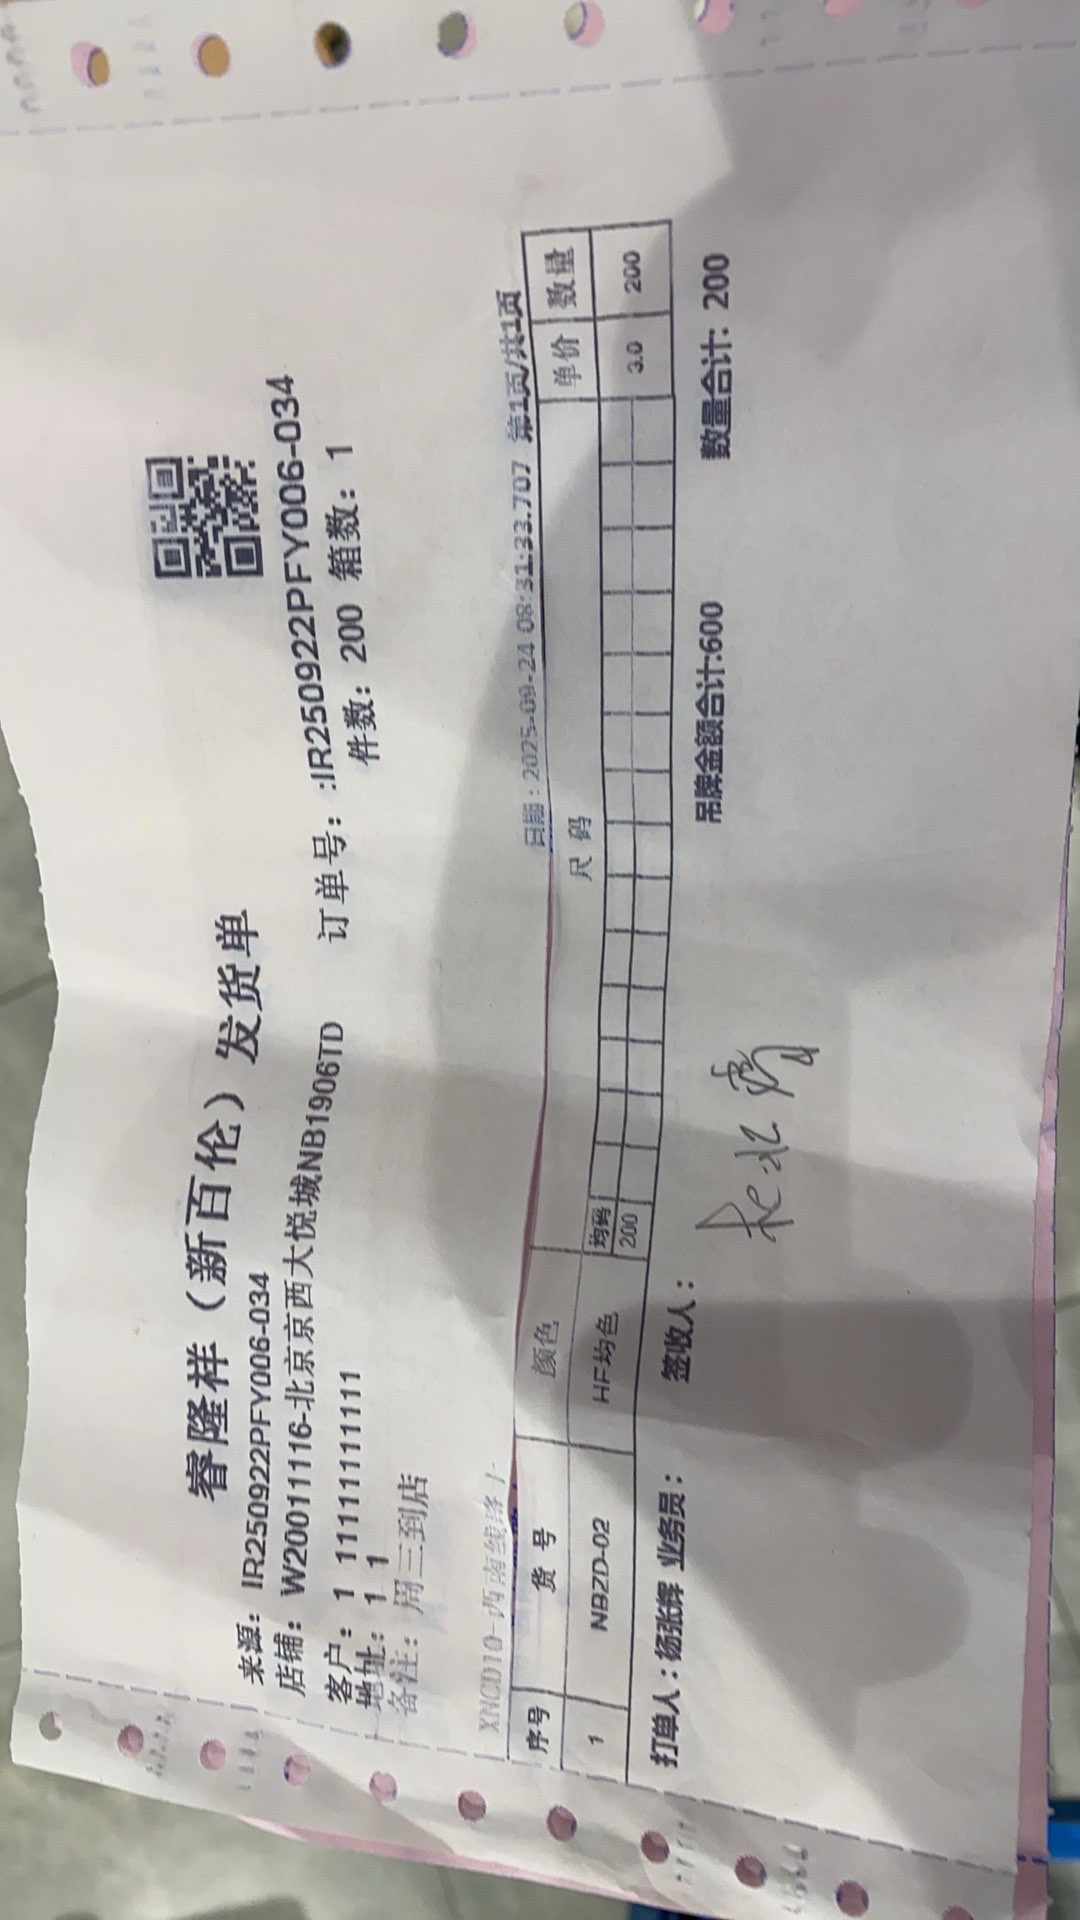 睿隆祥（新百伦）发货单
来源：IR250922PFY006-034
店铺：W20011116-北京京西大悦城NB1906TD 订单号：:IR250922PFY006-034
客户：1 11111111111 件数：200 箱数：1
地址：1 1
备注：周三到店
XNCD10-西南线路/- 日期：2025-09-24 08:31:33.707 第1页/共1页
序号 货号 颜色 尺码 单价 数量
均码
1 NBZD-02 HF均色 200 3.0 200
打单人：杨张辉 业务员： 签收人： 吊牌金额合计:600 数量合计：200